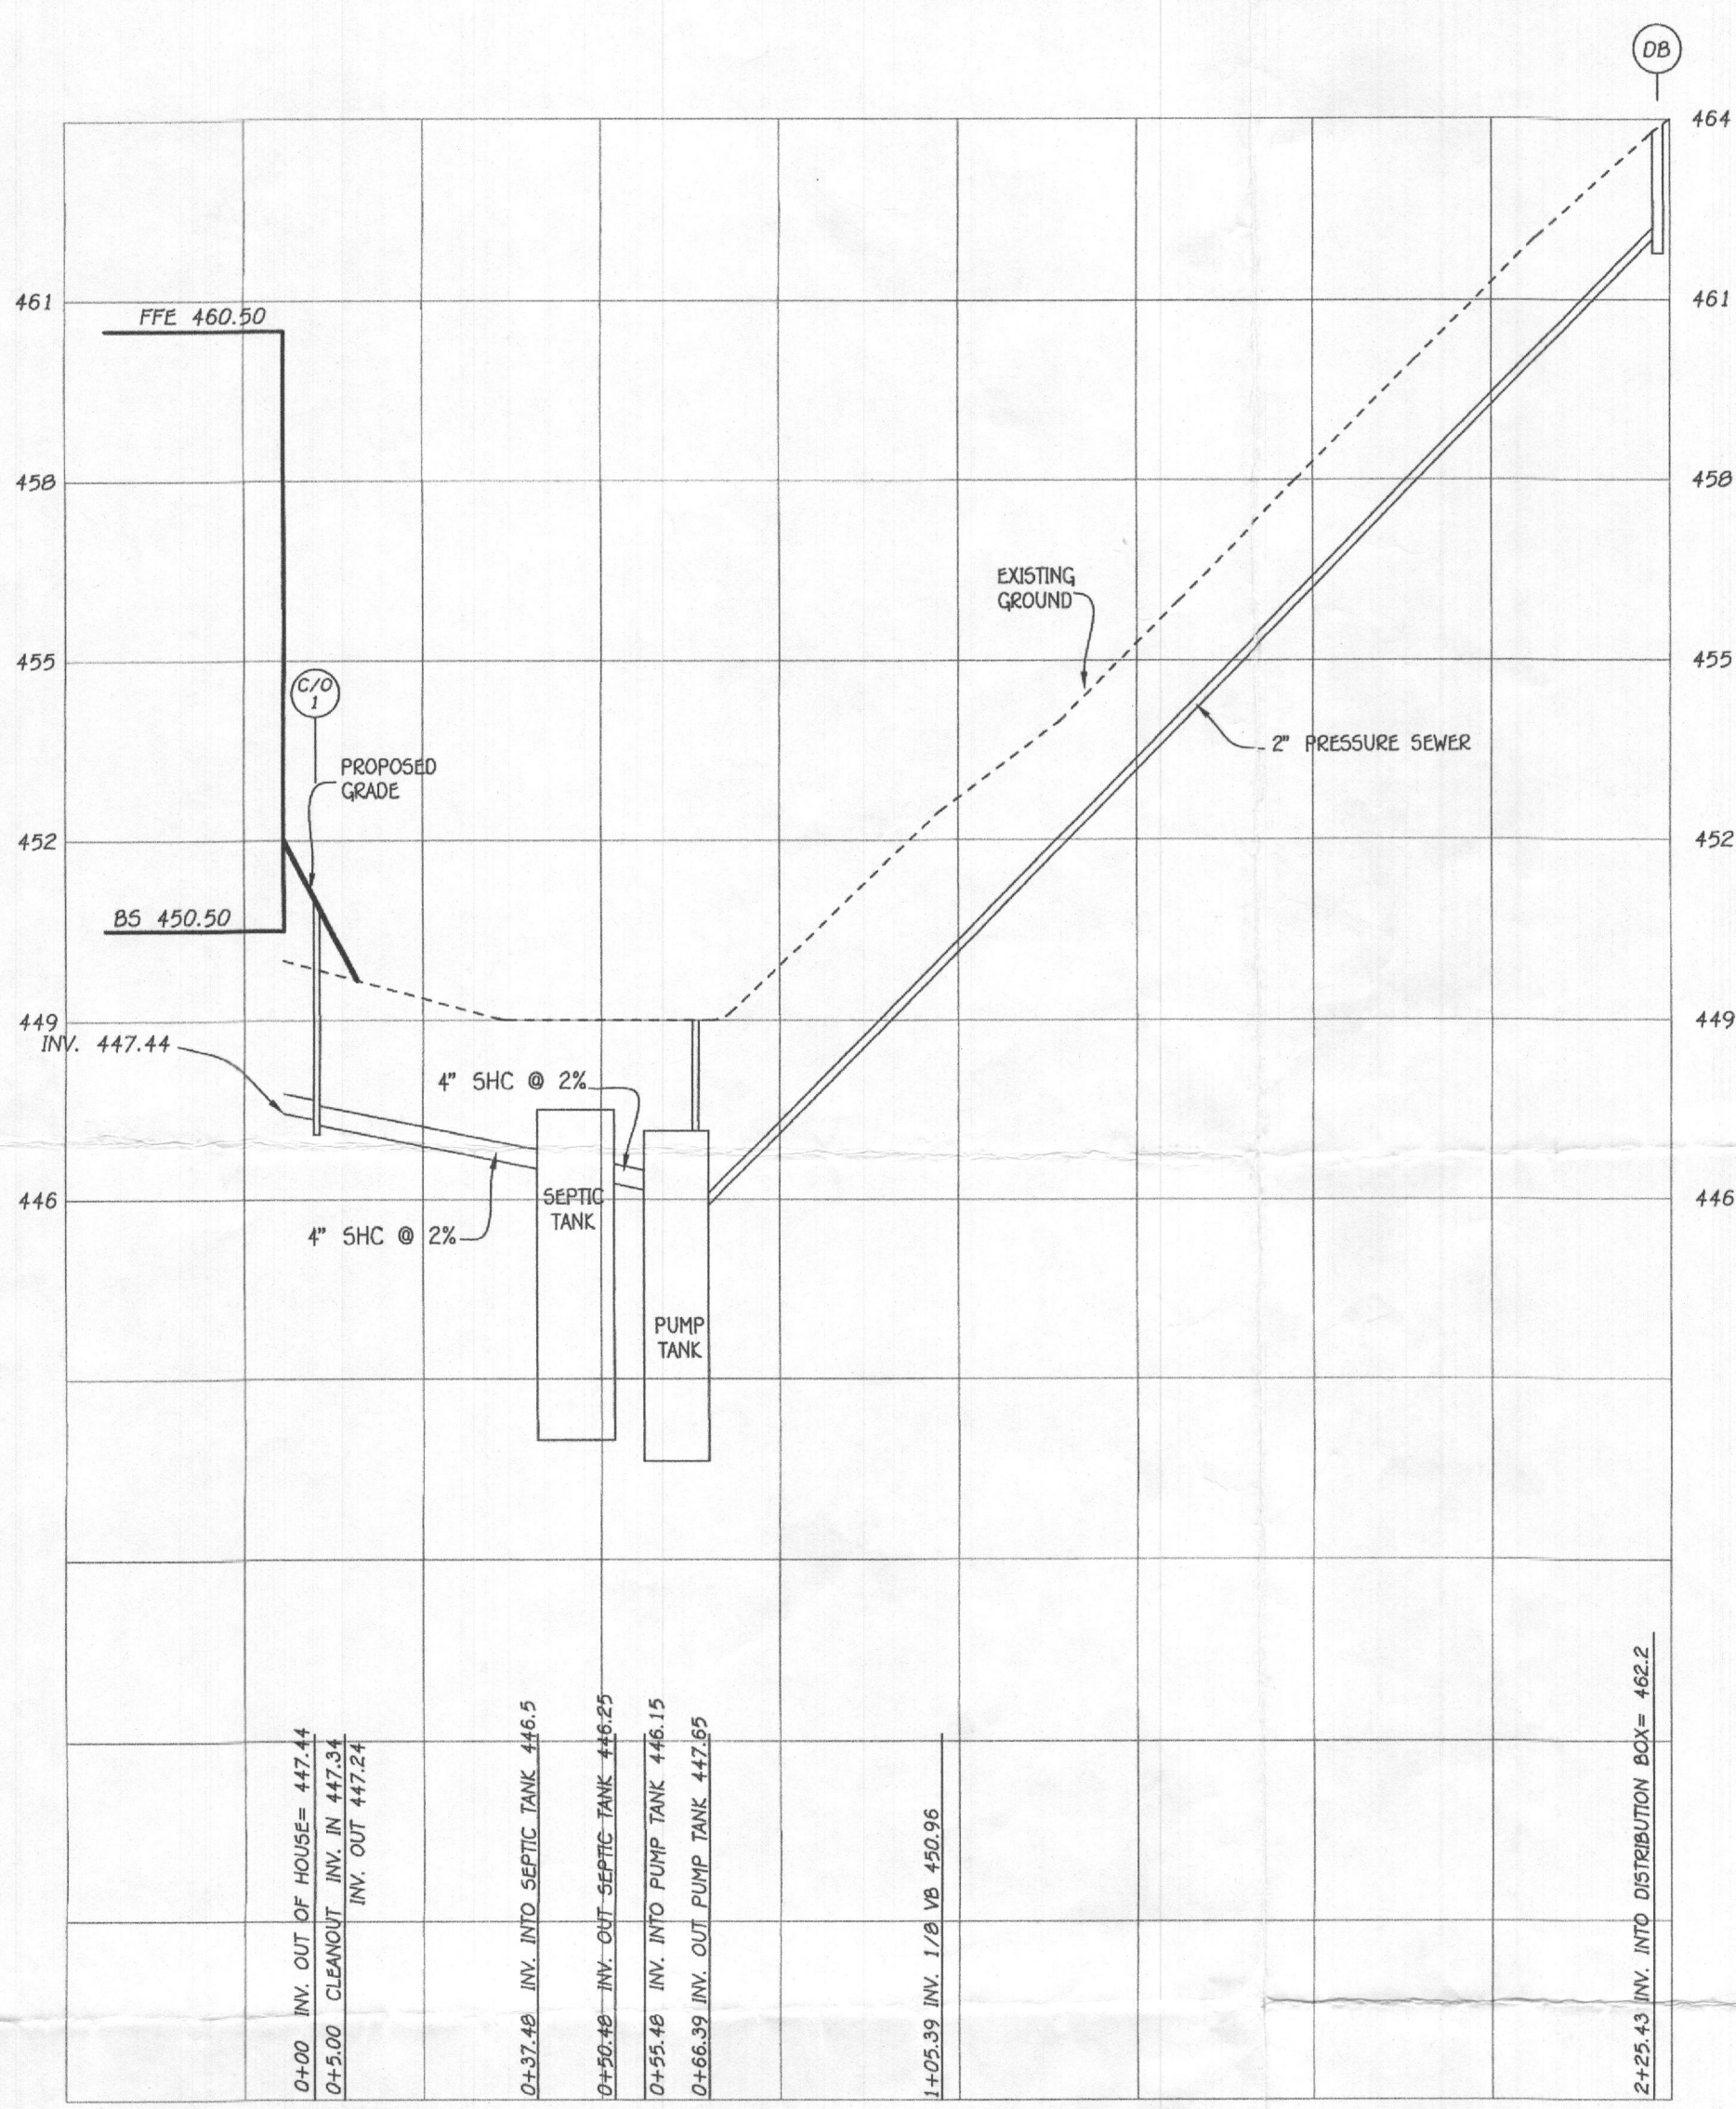 DB
464
461
FFE 460.50
461
458
458
EXISTING
GROUND
455
455
C/O
1
2" PRESSURE SEWER
PROPOSED
GRADE
452
452
BS 450.50
449
449
INV. 447.44
4" SHC @ 2%
446
SEPTIC
TANK
446
4" SHC @ 2%
PUMP
TANK
0+00 INV. OUT OF HOUSE= 447.44
0+5.00 CLEANOUT INV. IN 447.34
INV. OUT 447.24
0+37.48 INV. INTO SEPTIC TANK 446.5
0+50.48 INV. OUT SEPTIC TANK 446.25
0+55.48 INV. INTO PUMP TANK 446.15
0+66.39 INV. OUT PUMP TANK 447.65
1+05.39 INV. 1/8 VB 450.96
2+25.43 INV. INTO DISTRIBUTION BOX= 462.2